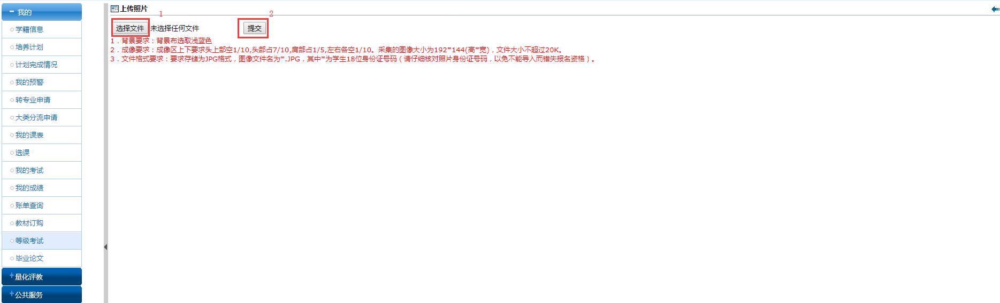 我的
学籍信息
培养计划
计划完成情况
我的预警
转专业申请
大类分流申请
我的课表
选课
我的考试
我的成绩
账单查询
教材订购
等级考试
毕业论文
量化评教
公共服务
上传照片
1
2
选择文件 未选择任何文件 提交
1．背景要求：背景布选取浅蓝色
2．成像要求：成像区上下要求头上部空1/10,头部占7/10,肩部占1/5,左右各空1/10。采集的图像大小为192*144(高*宽)，文件大小不超过20K。
3．文件格式要求：要求存储为JPG格式，图像文件名为*.JPG，其中*为学生18位身份证号码（请仔细核对照片身份证号码，以免不能导入而错失报名资格）。